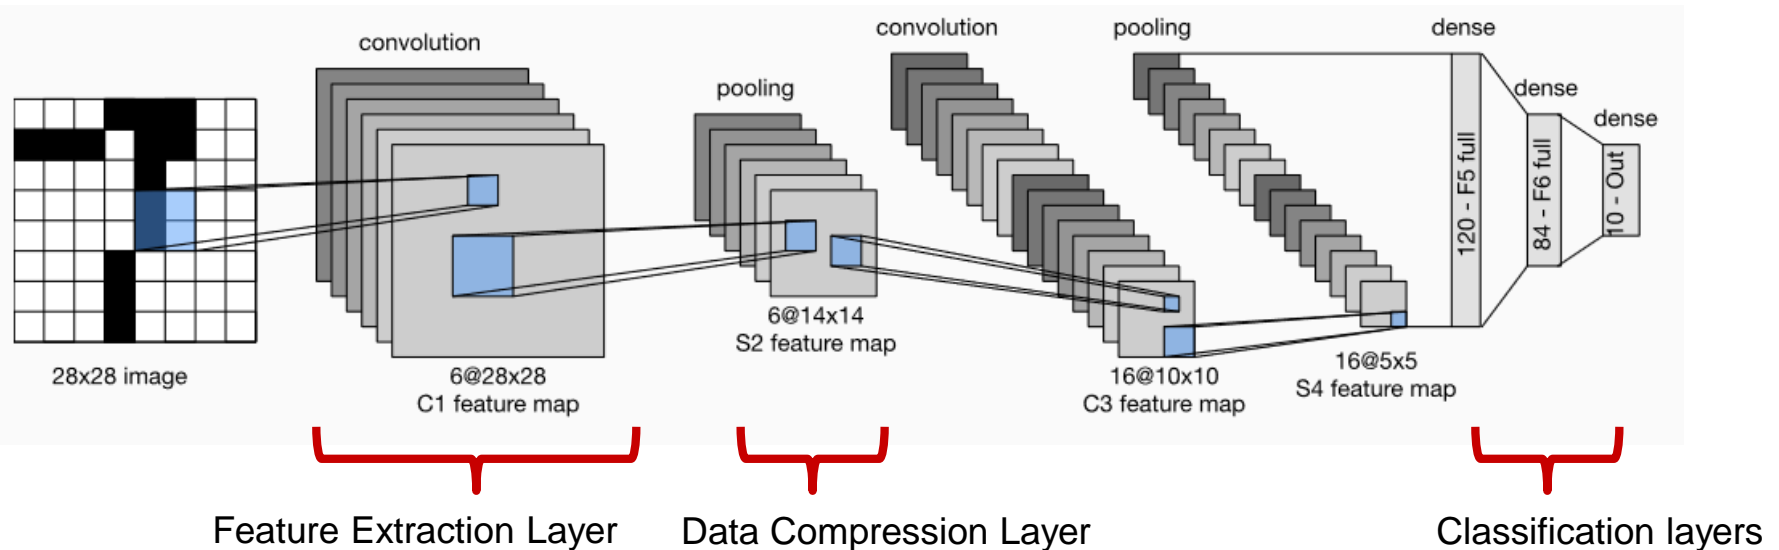 convolution
pooling
convolution
pooling
dense
dense
dense
28x28 image
6@28x28
C1 feature map
6@14x14
S2 feature map
16@10x10
C3 feature map
16@5x5
S4 feature map
120 - F5 full
84 - F6 full
10 - Out
Feature Extraction Layer
Data Compression Layer
Classification layers